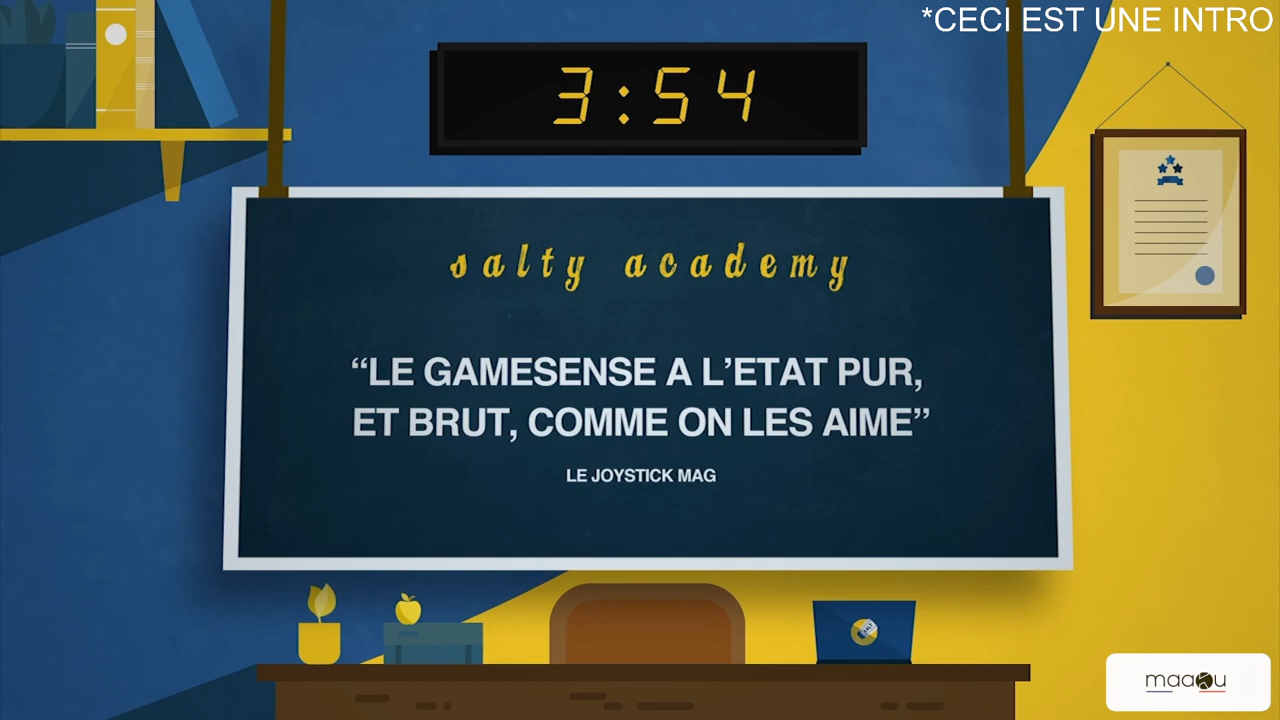 *CECI EST UNE INTRO
3:54
salty academy
“LE GAMESENSE A L’ETAT PUR,
ET BRUT, COMME ON LES AIME”
LE JOYSTICK MAG
maaKu